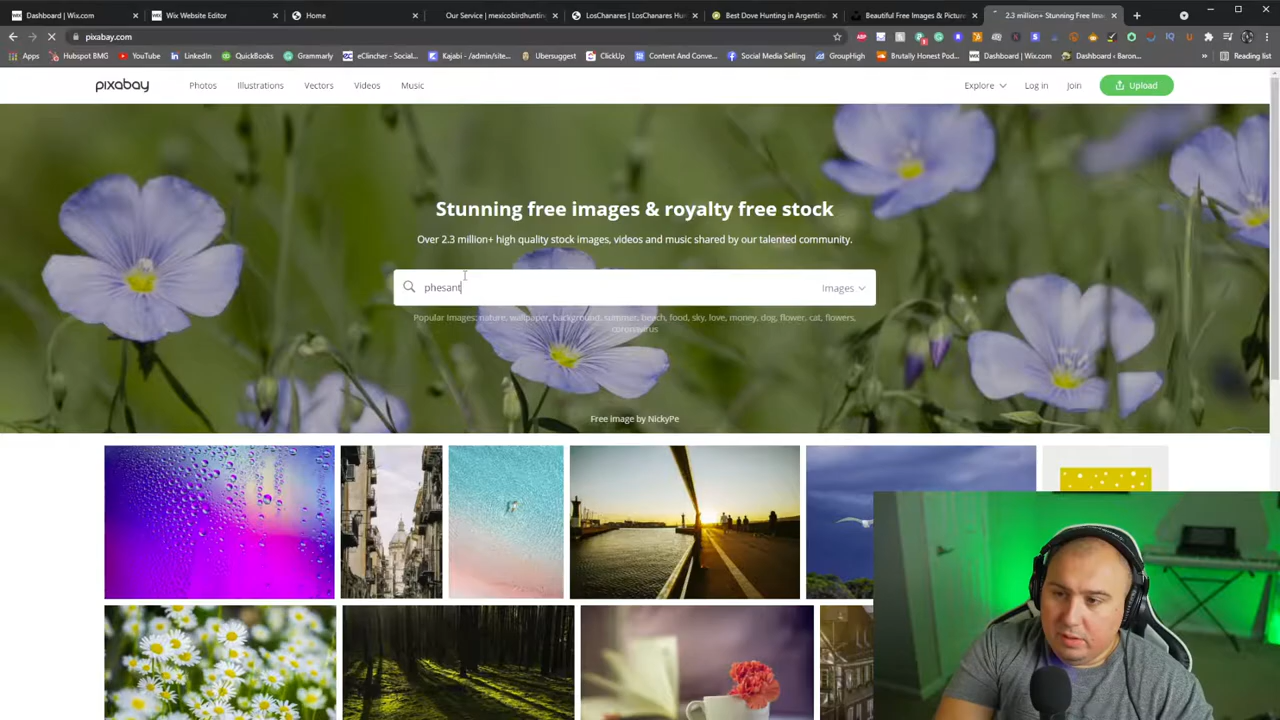 Dashboard | Wix.com
Wix Website Editor
Home
Our Service | mexicobirdhuntin
LosChanares | LosChanares Hu
Best Dove Hunting in Argentin
Beautiful Free Images & Picture
2.3 million+ Stunning Free Ima
pixabay.com
Apps
Hubspot BMG
YouTube
LinkedIn
QuickBooks
Grammarly
eClincher - Social...
Kajabi - /admin/site...
Ubersuggest
ClickUp
Content And Conve...
Social Media Selling
GroupHigh
Brutally Honest Pod...
Dashboard | Wix.com
Dashboard ‹ Baron...
Reading list
pixabay
Photos
Illustrations
Vectors
Videos
Music
Explore
Log in
Join
Upload
Stunning free images & royalty free stock
Over 2.3 million+ high quality stock images, videos and music shared by our talented community.
phesant
Images
Popular Images: nature, wallpaper, background, summer, beach, food, sky, love, money, dog, flower, cat, flowers,
coronavirus
Free image by NickyPe